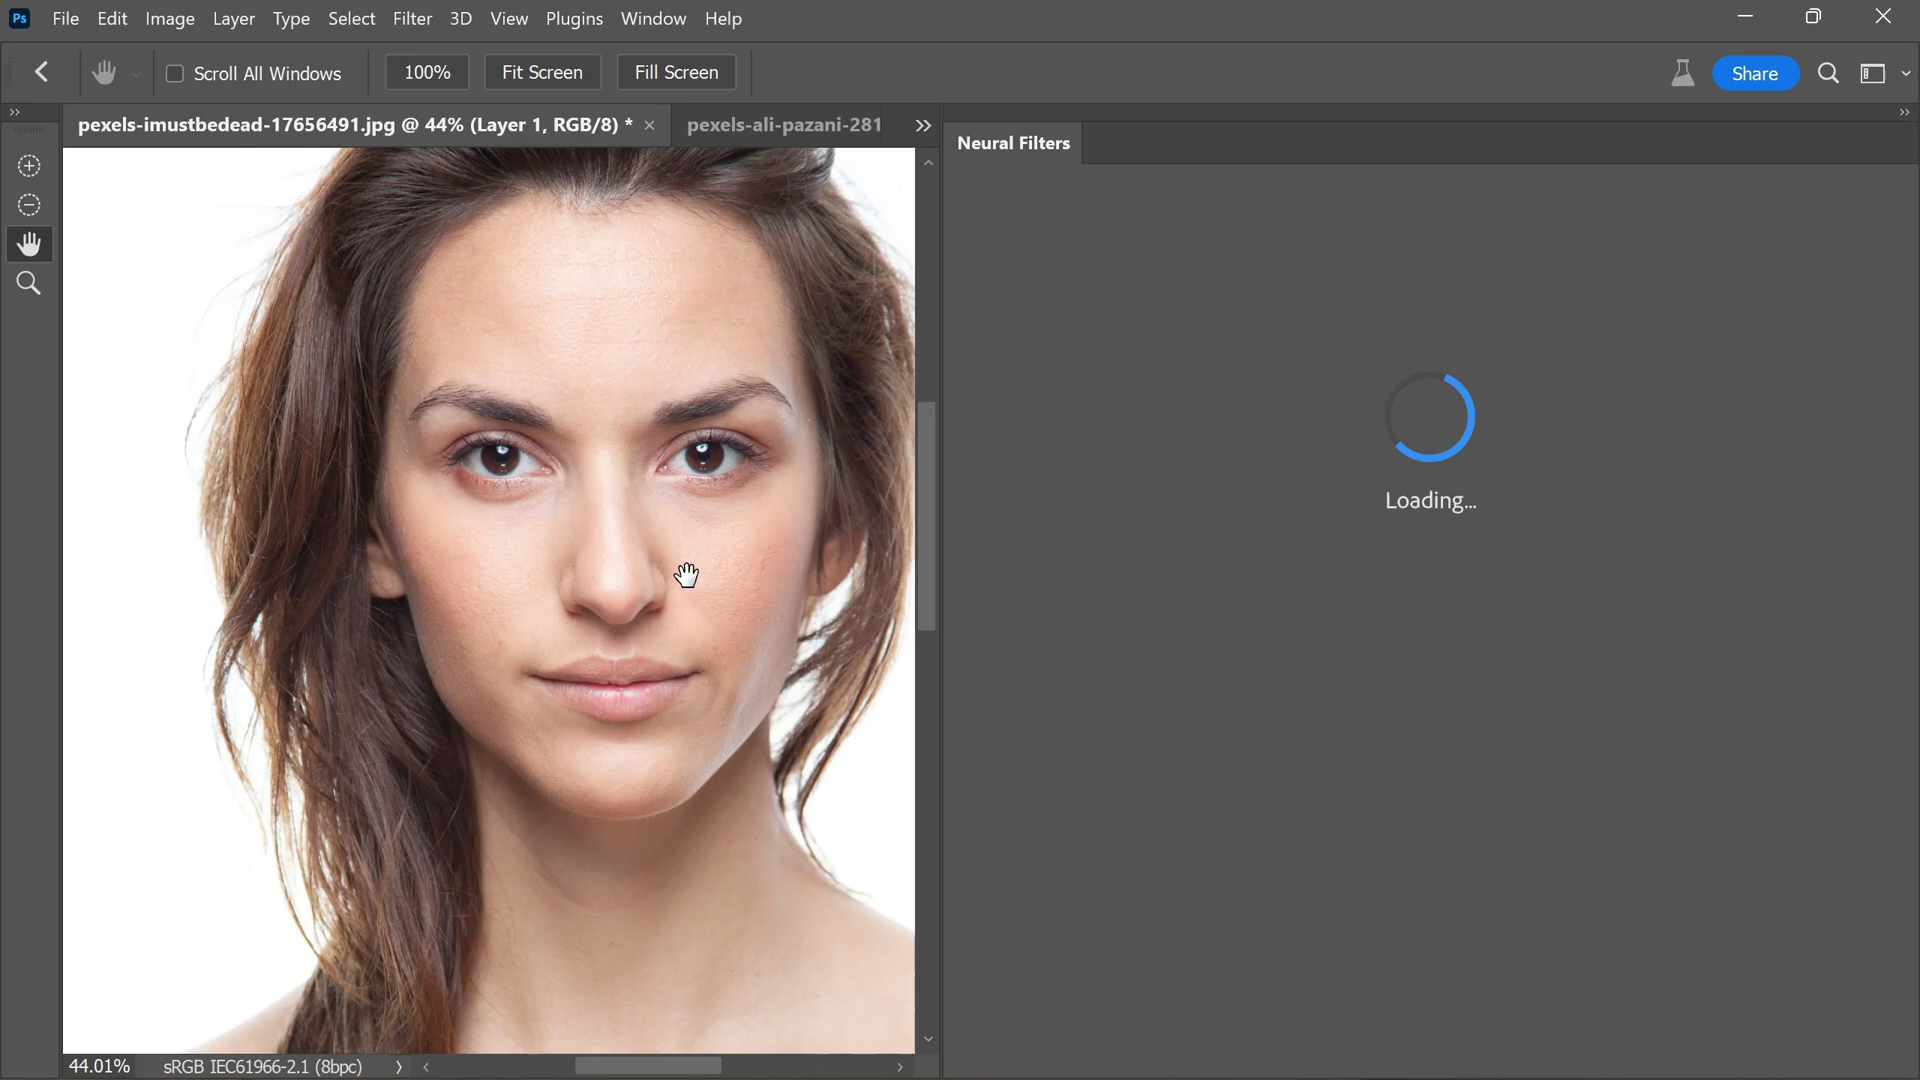 Ps File Edit Image Layer Type Select Filter 3D View Plugins Window Help
Scroll All Windows 100% Fit Screen Fill Screen Share
pexels-imustbedead-17656491.jpg @ 44% (Layer 1, RGB/8) * × pexels-ali-pazani-281
Neural Filters
Loading...
44.01% sRGB IEC61966-2.1 (8bpc)